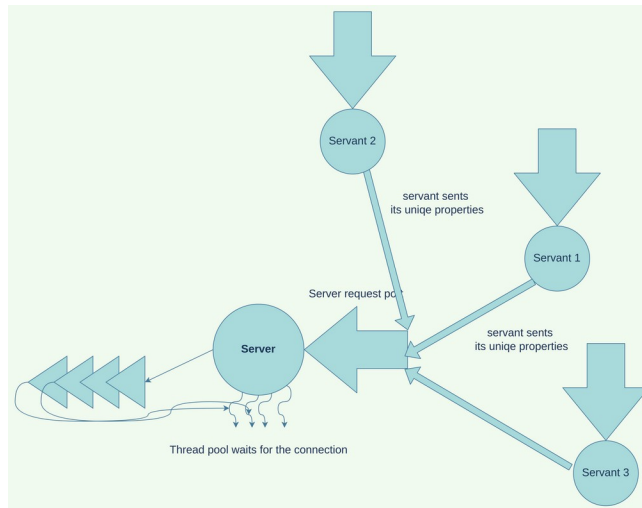 Servant 2
servant sents
its uniqe properties
Servant 1
Server request
Server
servant sents
its uniqe properties
Thread pool waits for the connection
Servant 3